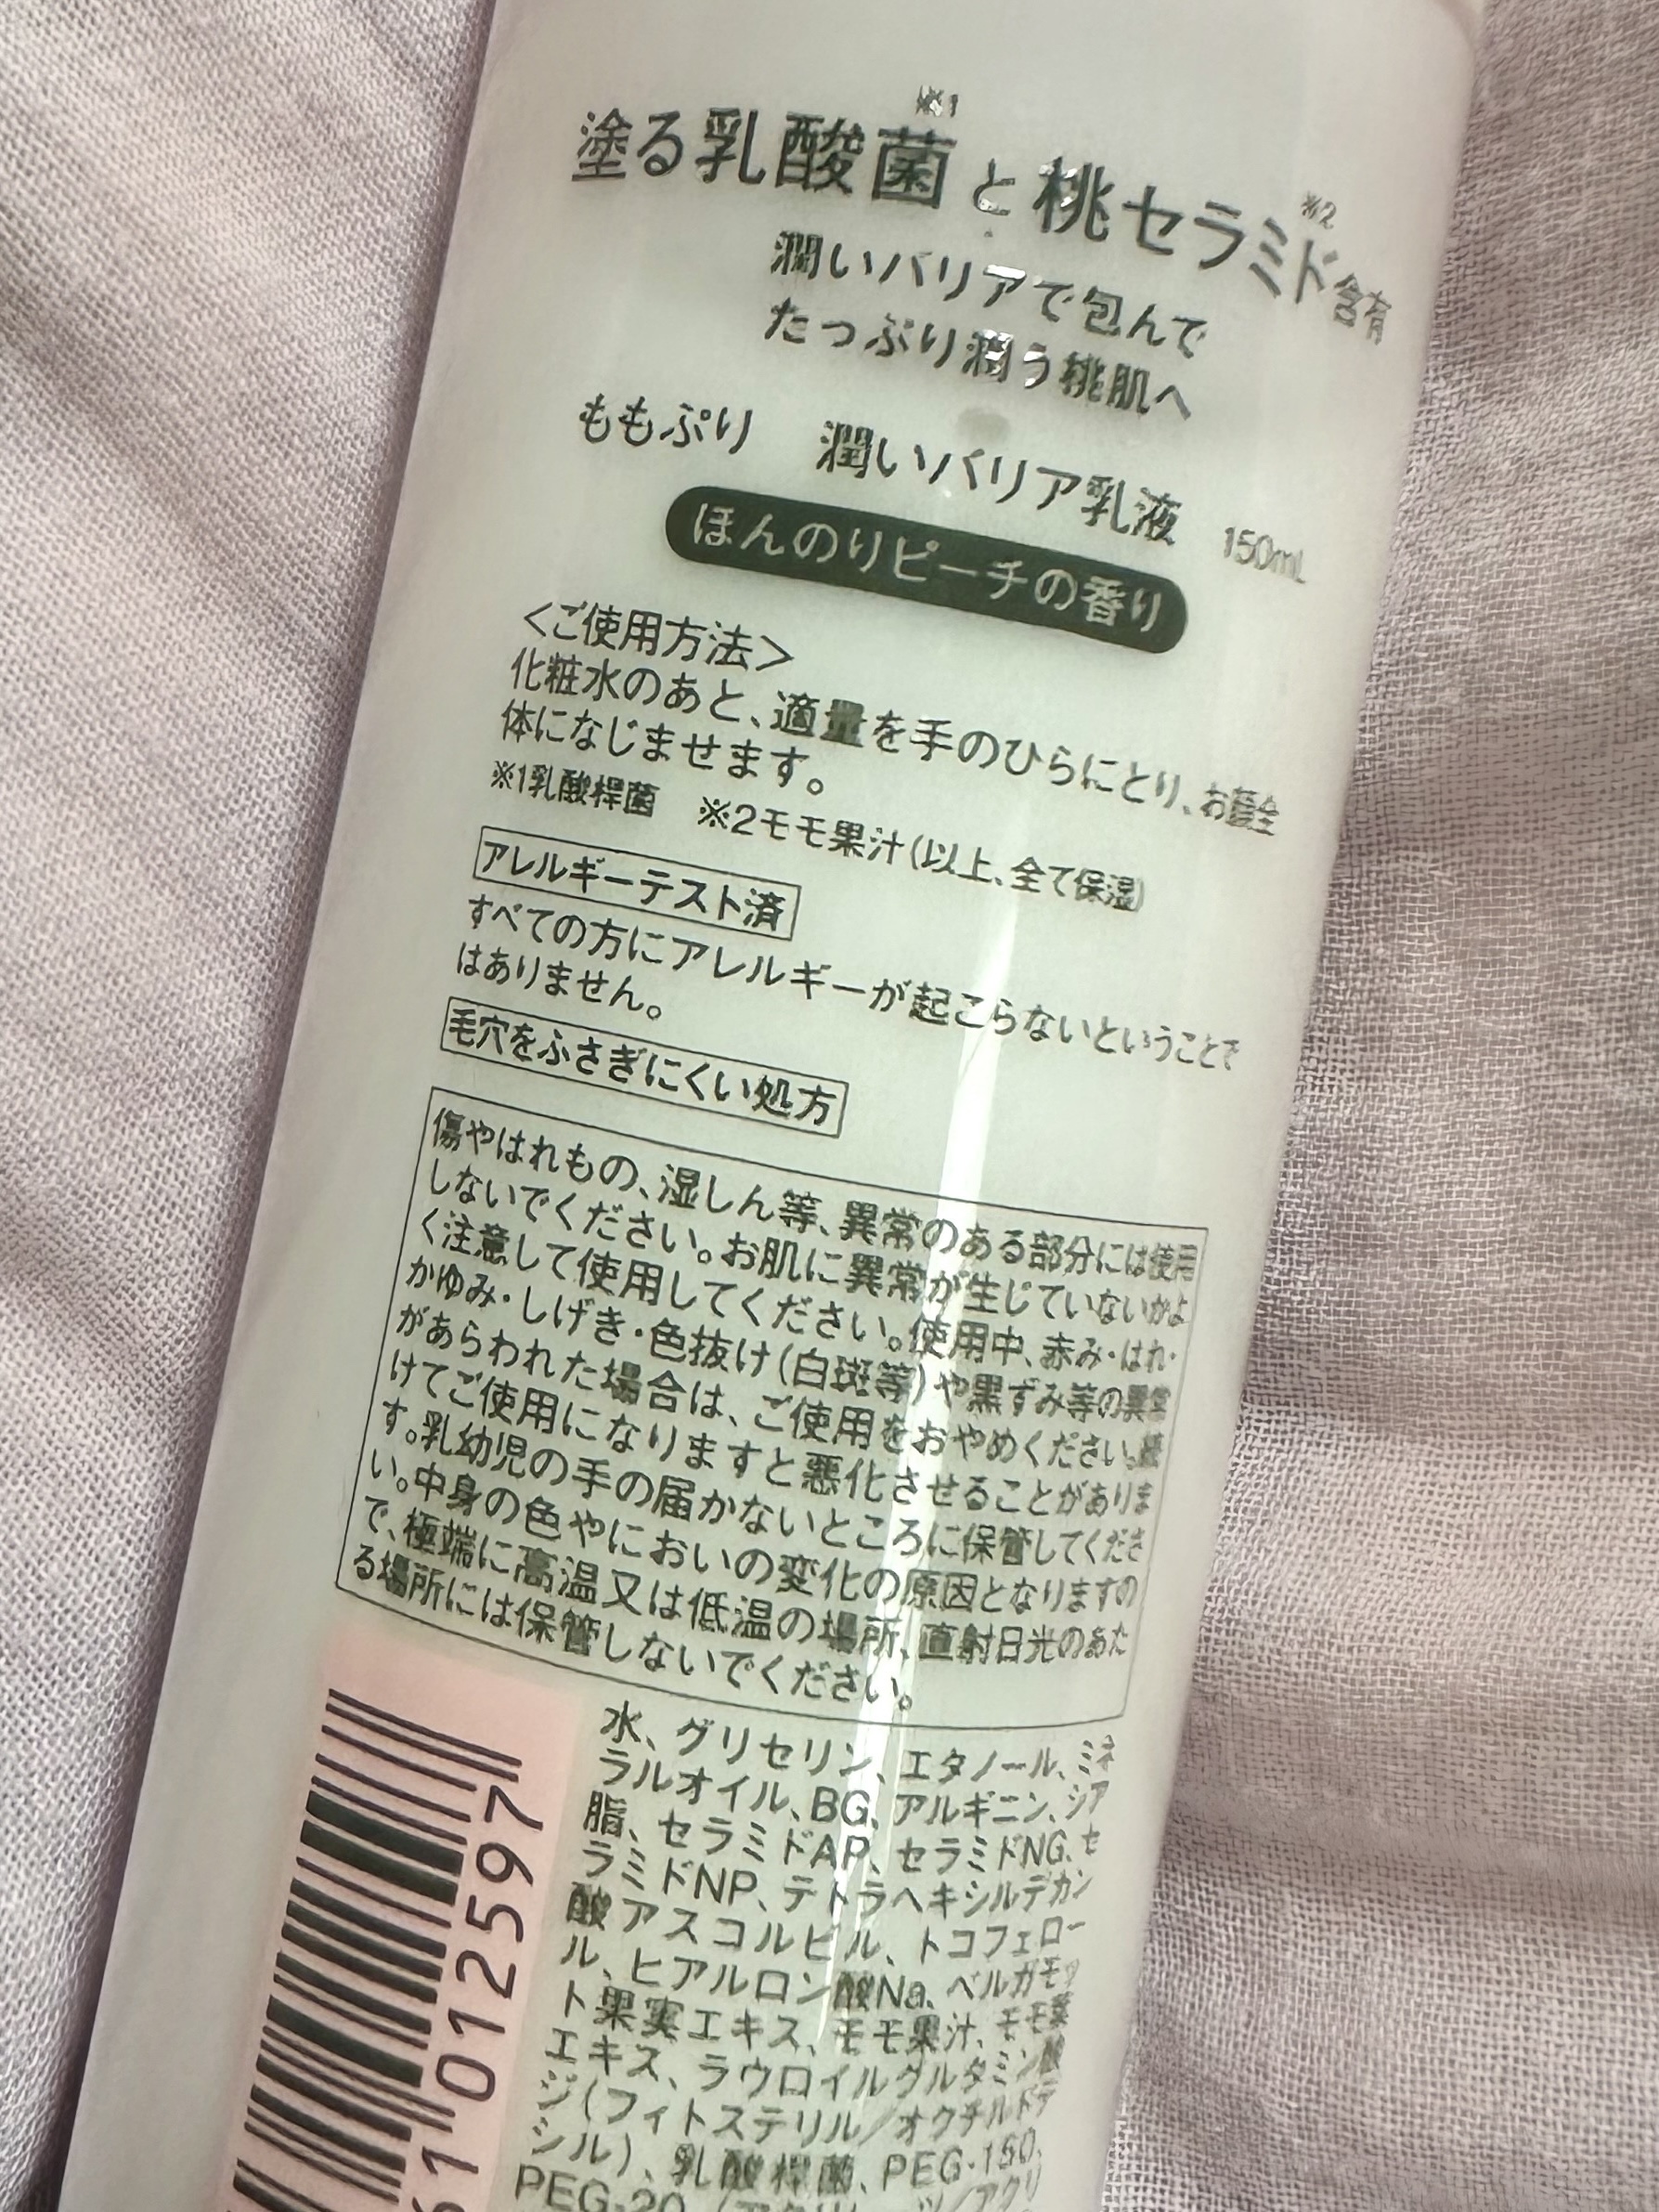 ※1 ※2
塗る乳酸菌と桃セラミド含有
潤いバリアで包んで
たっぷり潤う桃肌へ
ももぷり 潤いバリア乳液 150mL
ほんのりピーチの香り
＜ご使用方法＞
化粧水のあと、適量を手のひらにとり、お顔全
体になじませます。
※1乳酸桿菌 ※2モモ果汁(以上、全て保湿)
アレルギーテスト済
すべての方にアレルギーが起こらないということで
はありません。
毛穴をふさぎにくい処方
傷やはれもの、湿しん等、異常のある部分には使用
しないでください。お肌に異常が生じていないかよ
く注意して使用してください。使用中、赤み・はれ・
かゆみ・しげき・色抜け(白斑等)や黒ずみ等の異常
があらわれた場合は、ご使用をおやめください。続
けてご使用になりますと悪化させることがありま
す。乳幼児の手の届かないところに保管してくださ
い。中身の色やにおいの変化の原因となりますの
で、極端に高温又は低温の場所、直射日光のあた
る場所には保管しないでください。
水、グリセリン、エタノール、ミネ
ラルオイル、BG、アルギニン、シア
脂、セラミドAP、セラミドNG、セ
ラミドNP、テトラヘキシルデカン
酸アスコルビル、トコフェロー
ル、ヒアルロン酸Na、ベルガモッ
ト果実エキス、モモ果汁、モモ葉
エキス、ラウロイルグルタミン酸
ジ(フィトステリル／オクチルドデ
シル)、乳酸桿菌、PEG-150、
PEG-20、
61 012597